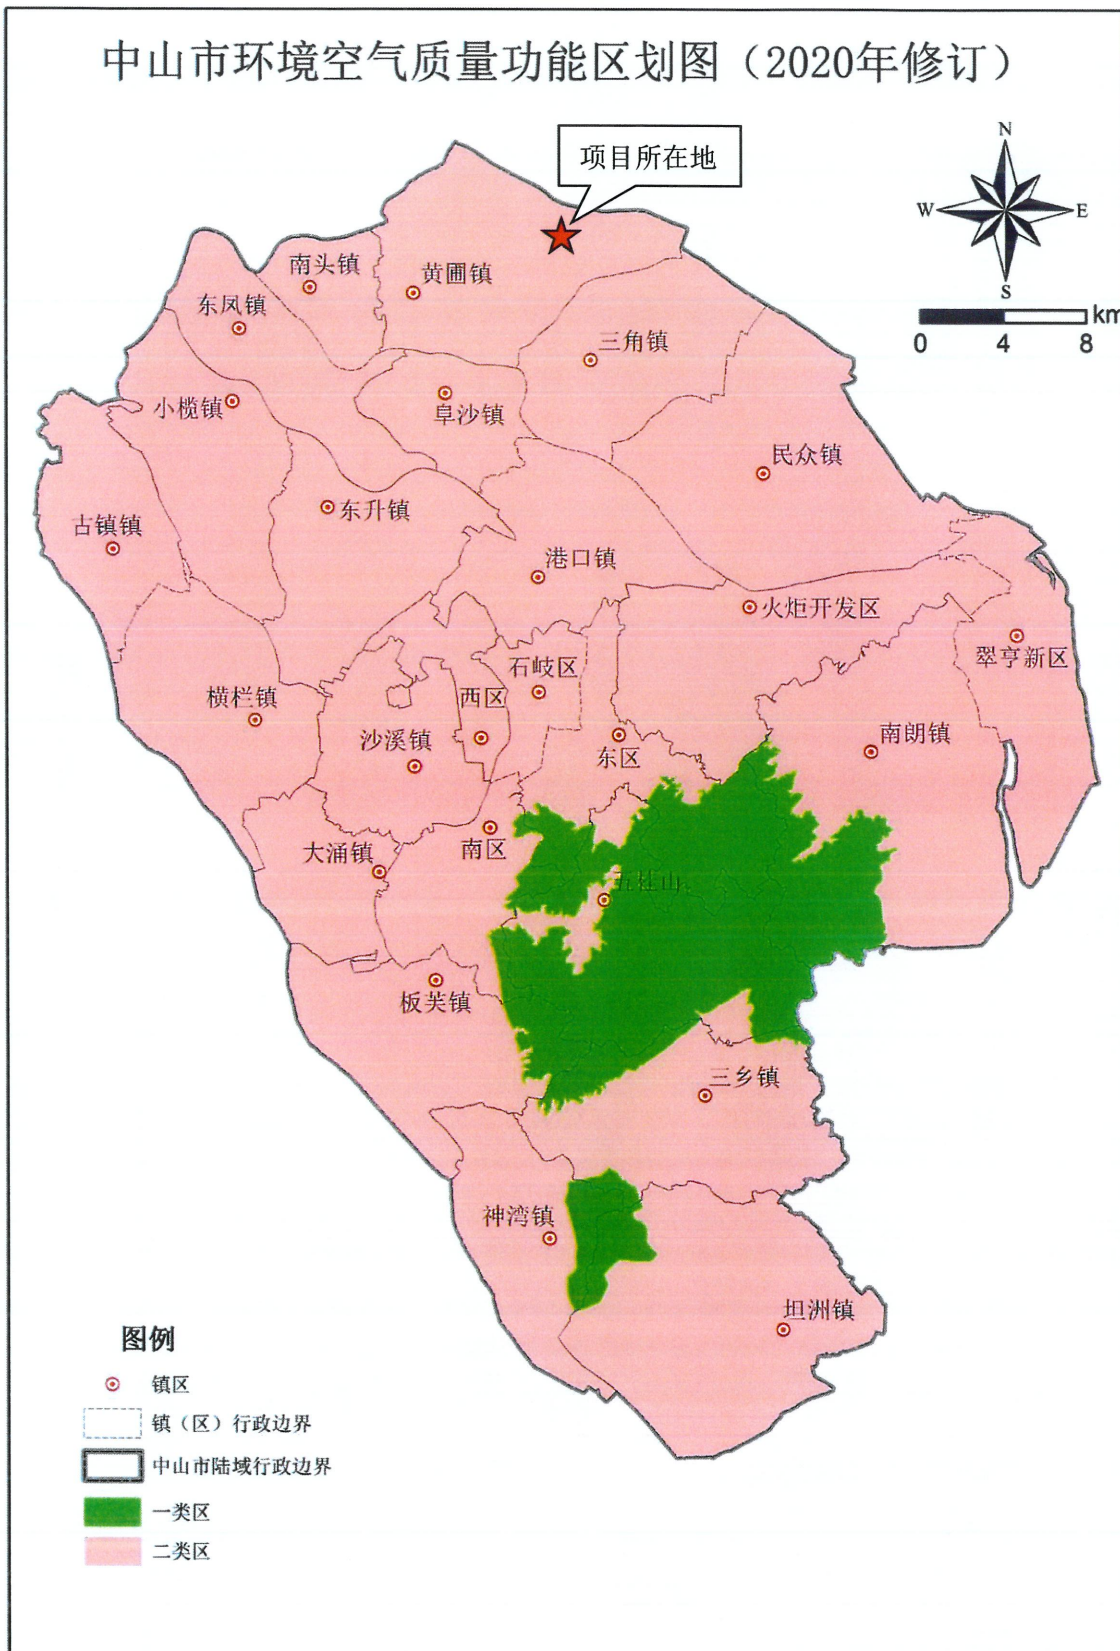 中山市环境空气质量功能区划图（2020年修订）
N
项目所在地
W
E
S
km
0 4 8
南头镇
黄圃镇
东凤镇
三角镇
小榄镇
阜沙镇
民众镇
东升镇
古镇镇
港口镇
火炬开发区
翠亨新区
石岐区
西区
横栏镇
南朗镇
沙溪镇
东区
南区
大涌镇
五桂山
板芙镇
三乡镇
神湾镇
坦洲镇
图例
镇区
镇（区）行政边界
中山市陆域行政边界
一类区
二类区